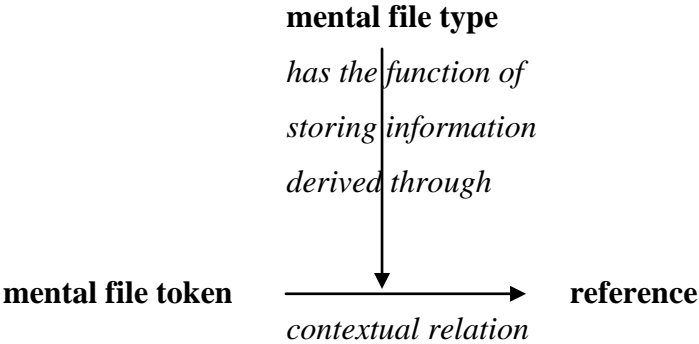 mental file type
has the function of
storing information
derived through
mental file token
reference
contextual relation